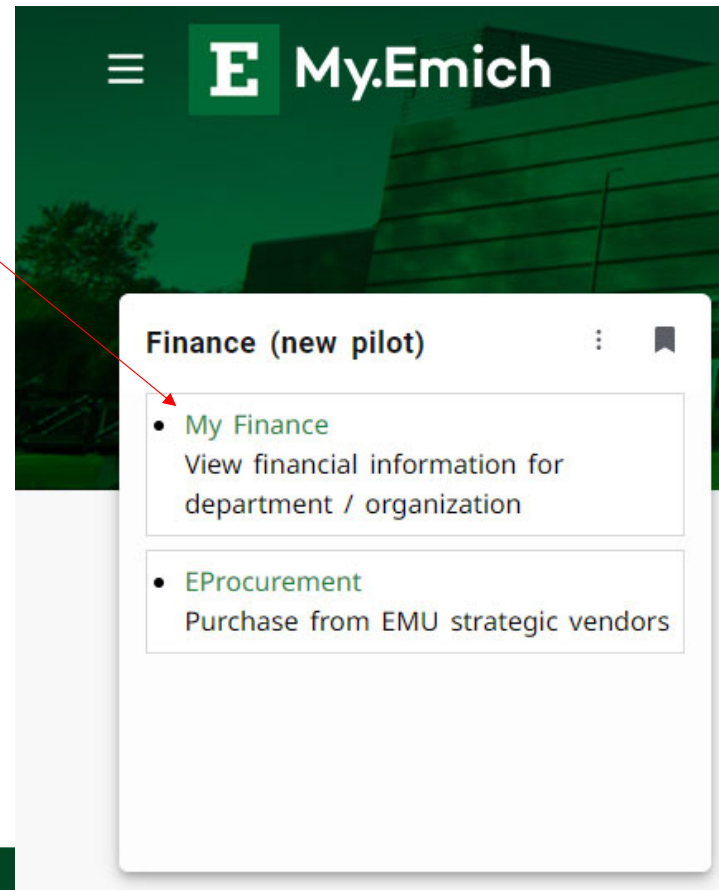 E My.Emich
Finance (new pilot)
My Finance
View financial information for
department / organization
EProcurement
Purchase from EMU strategic vendors